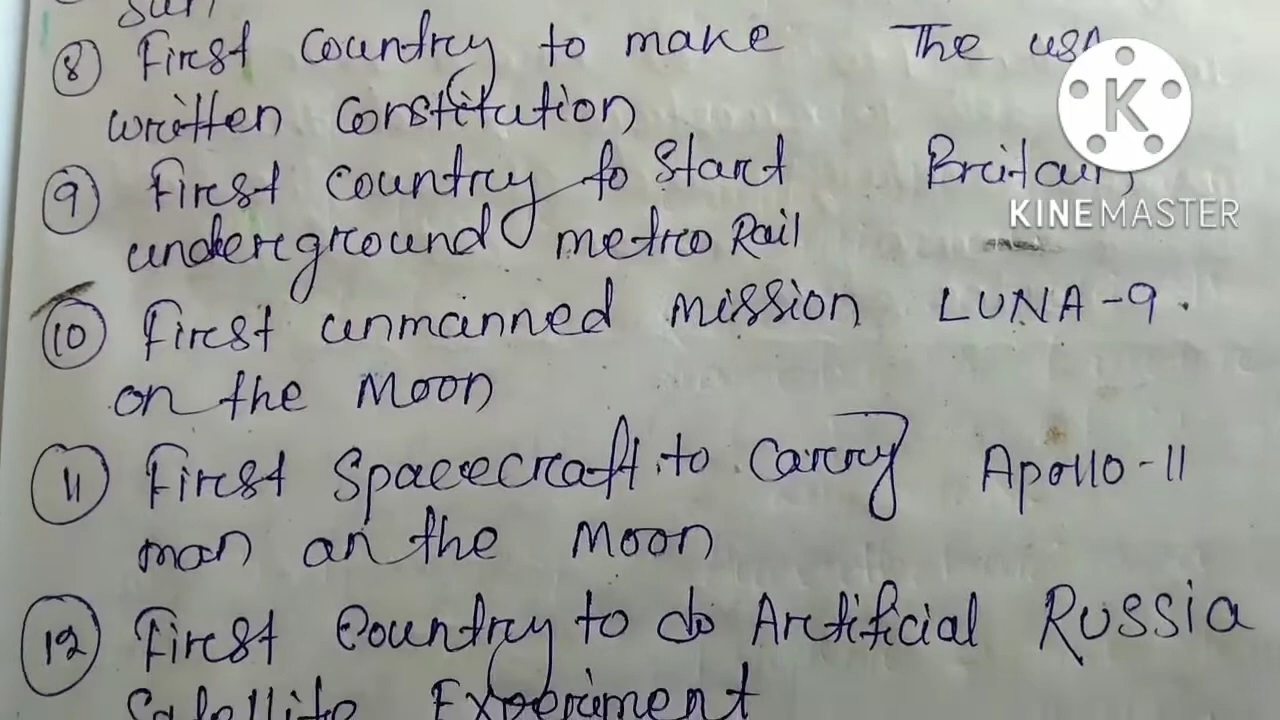 Sun,
⑧ First Country to make The USA
written Constitution
⑨ First Country to Start Britain,
underground metro Rail
⑩ First unmanned mission LUNA-9.
on the Moon
⑪ First Spacecraft to Carry Apollo-11
man an the Moon
⑫ First Country to do Artificial Russia
Satellite Experiment
K
KINEMASTER